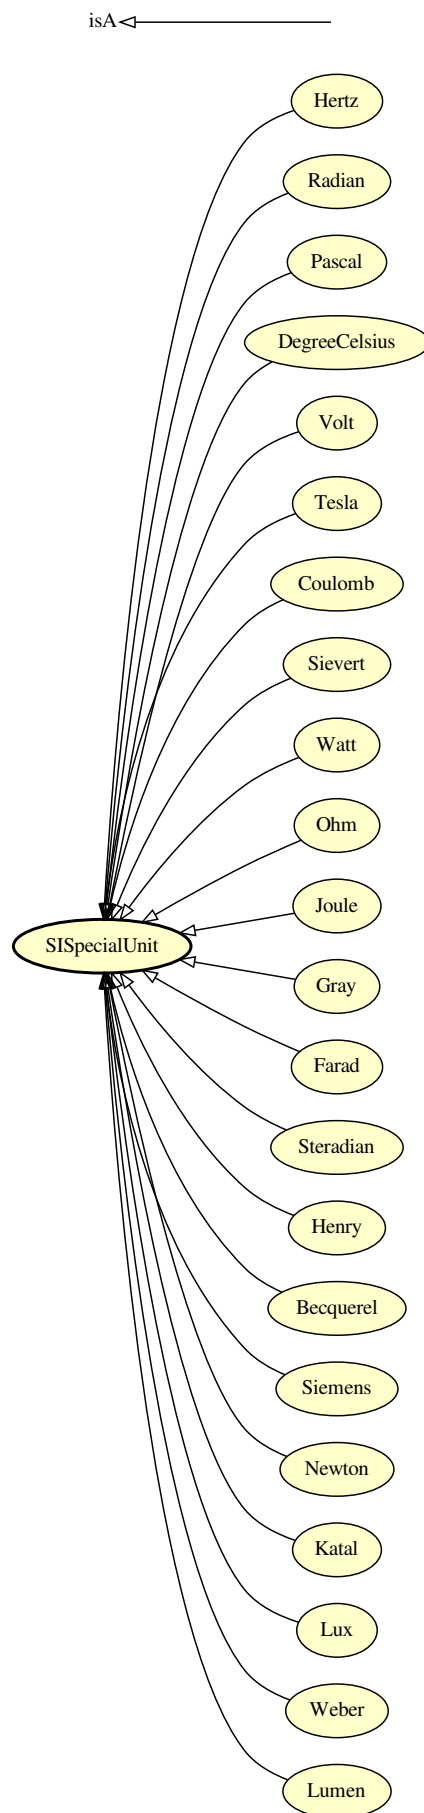 isA
Hertz
Radian
Pascal
DegreeCelsius
Volt
Tesla
Coulomb
Sievert
Watt
Ohm
Joule
SISpecialUnit
Gray
Farad
Steradian
Henry
Becquerel
Siemens
Newton
Katal
Lux
Weber
Lumen